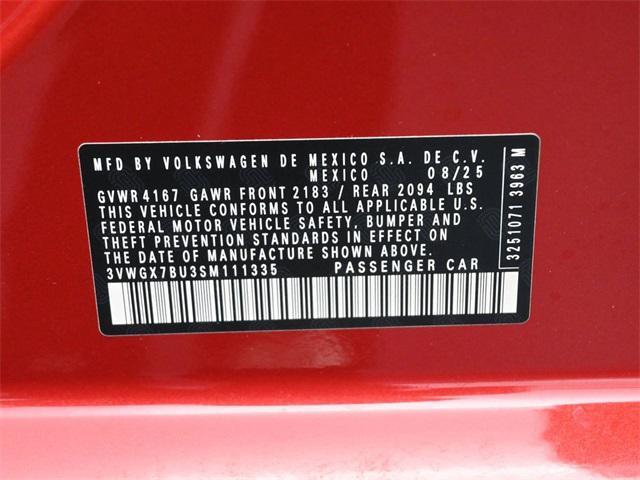 MFD BY VOLKSWAGEN DE MEXICO S.A. DE C.V.
MEXICO 08/25
GVWR 4167 GAWR FRONT 2183 / REAR 2094 LBS
THIS VEHICLE CONFORMS TO ALL APPLICABLE U.S.
FEDERAL MOTOR VEHICLE SAFETY, BUMPER AND
THEFT PREVENTION STANDARDS IN EFFECT ON
THE DATE OF MANUFACTURE SHOWN ABOVE.
3VWGX7BU3SM111335 PASSENGER CAR
3251071 3963 M